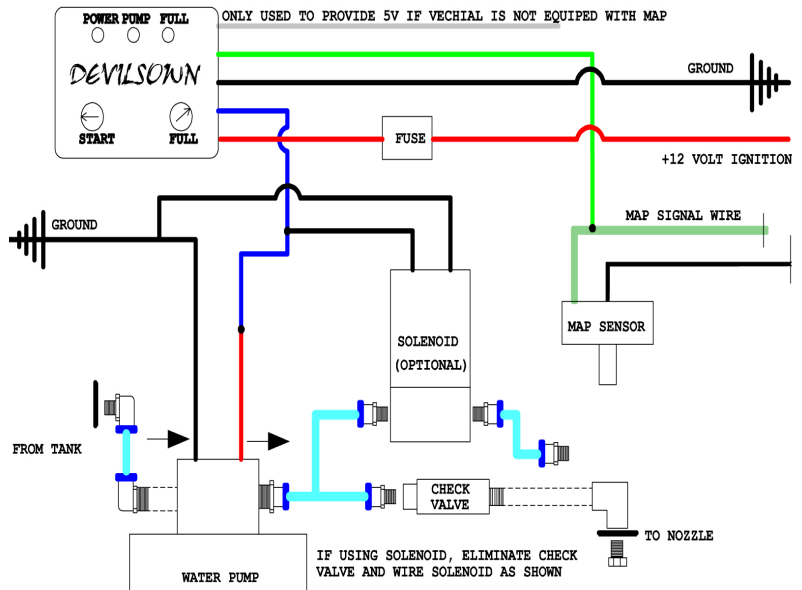 ONLY USED TO PROVIDE 5V IF VECHIAL IS NOT EQUIPED WITH MAP
POWER PUMP FULL
DEVILSOWN
START FULL
GROUND
FUSE
+12 VOLT IGNITION
GROUND
MAP SIGNAL WIRE
MAP SENSOR
SOLENOID
(OPTIONAL)
FROM TANK
CHECK
VALVE
TO NOZZLE
IF USING SOLENOID, ELIMINATE CHECK
VALVE AND WIRE SOLENOID AS SHOWN
WATER PUMP